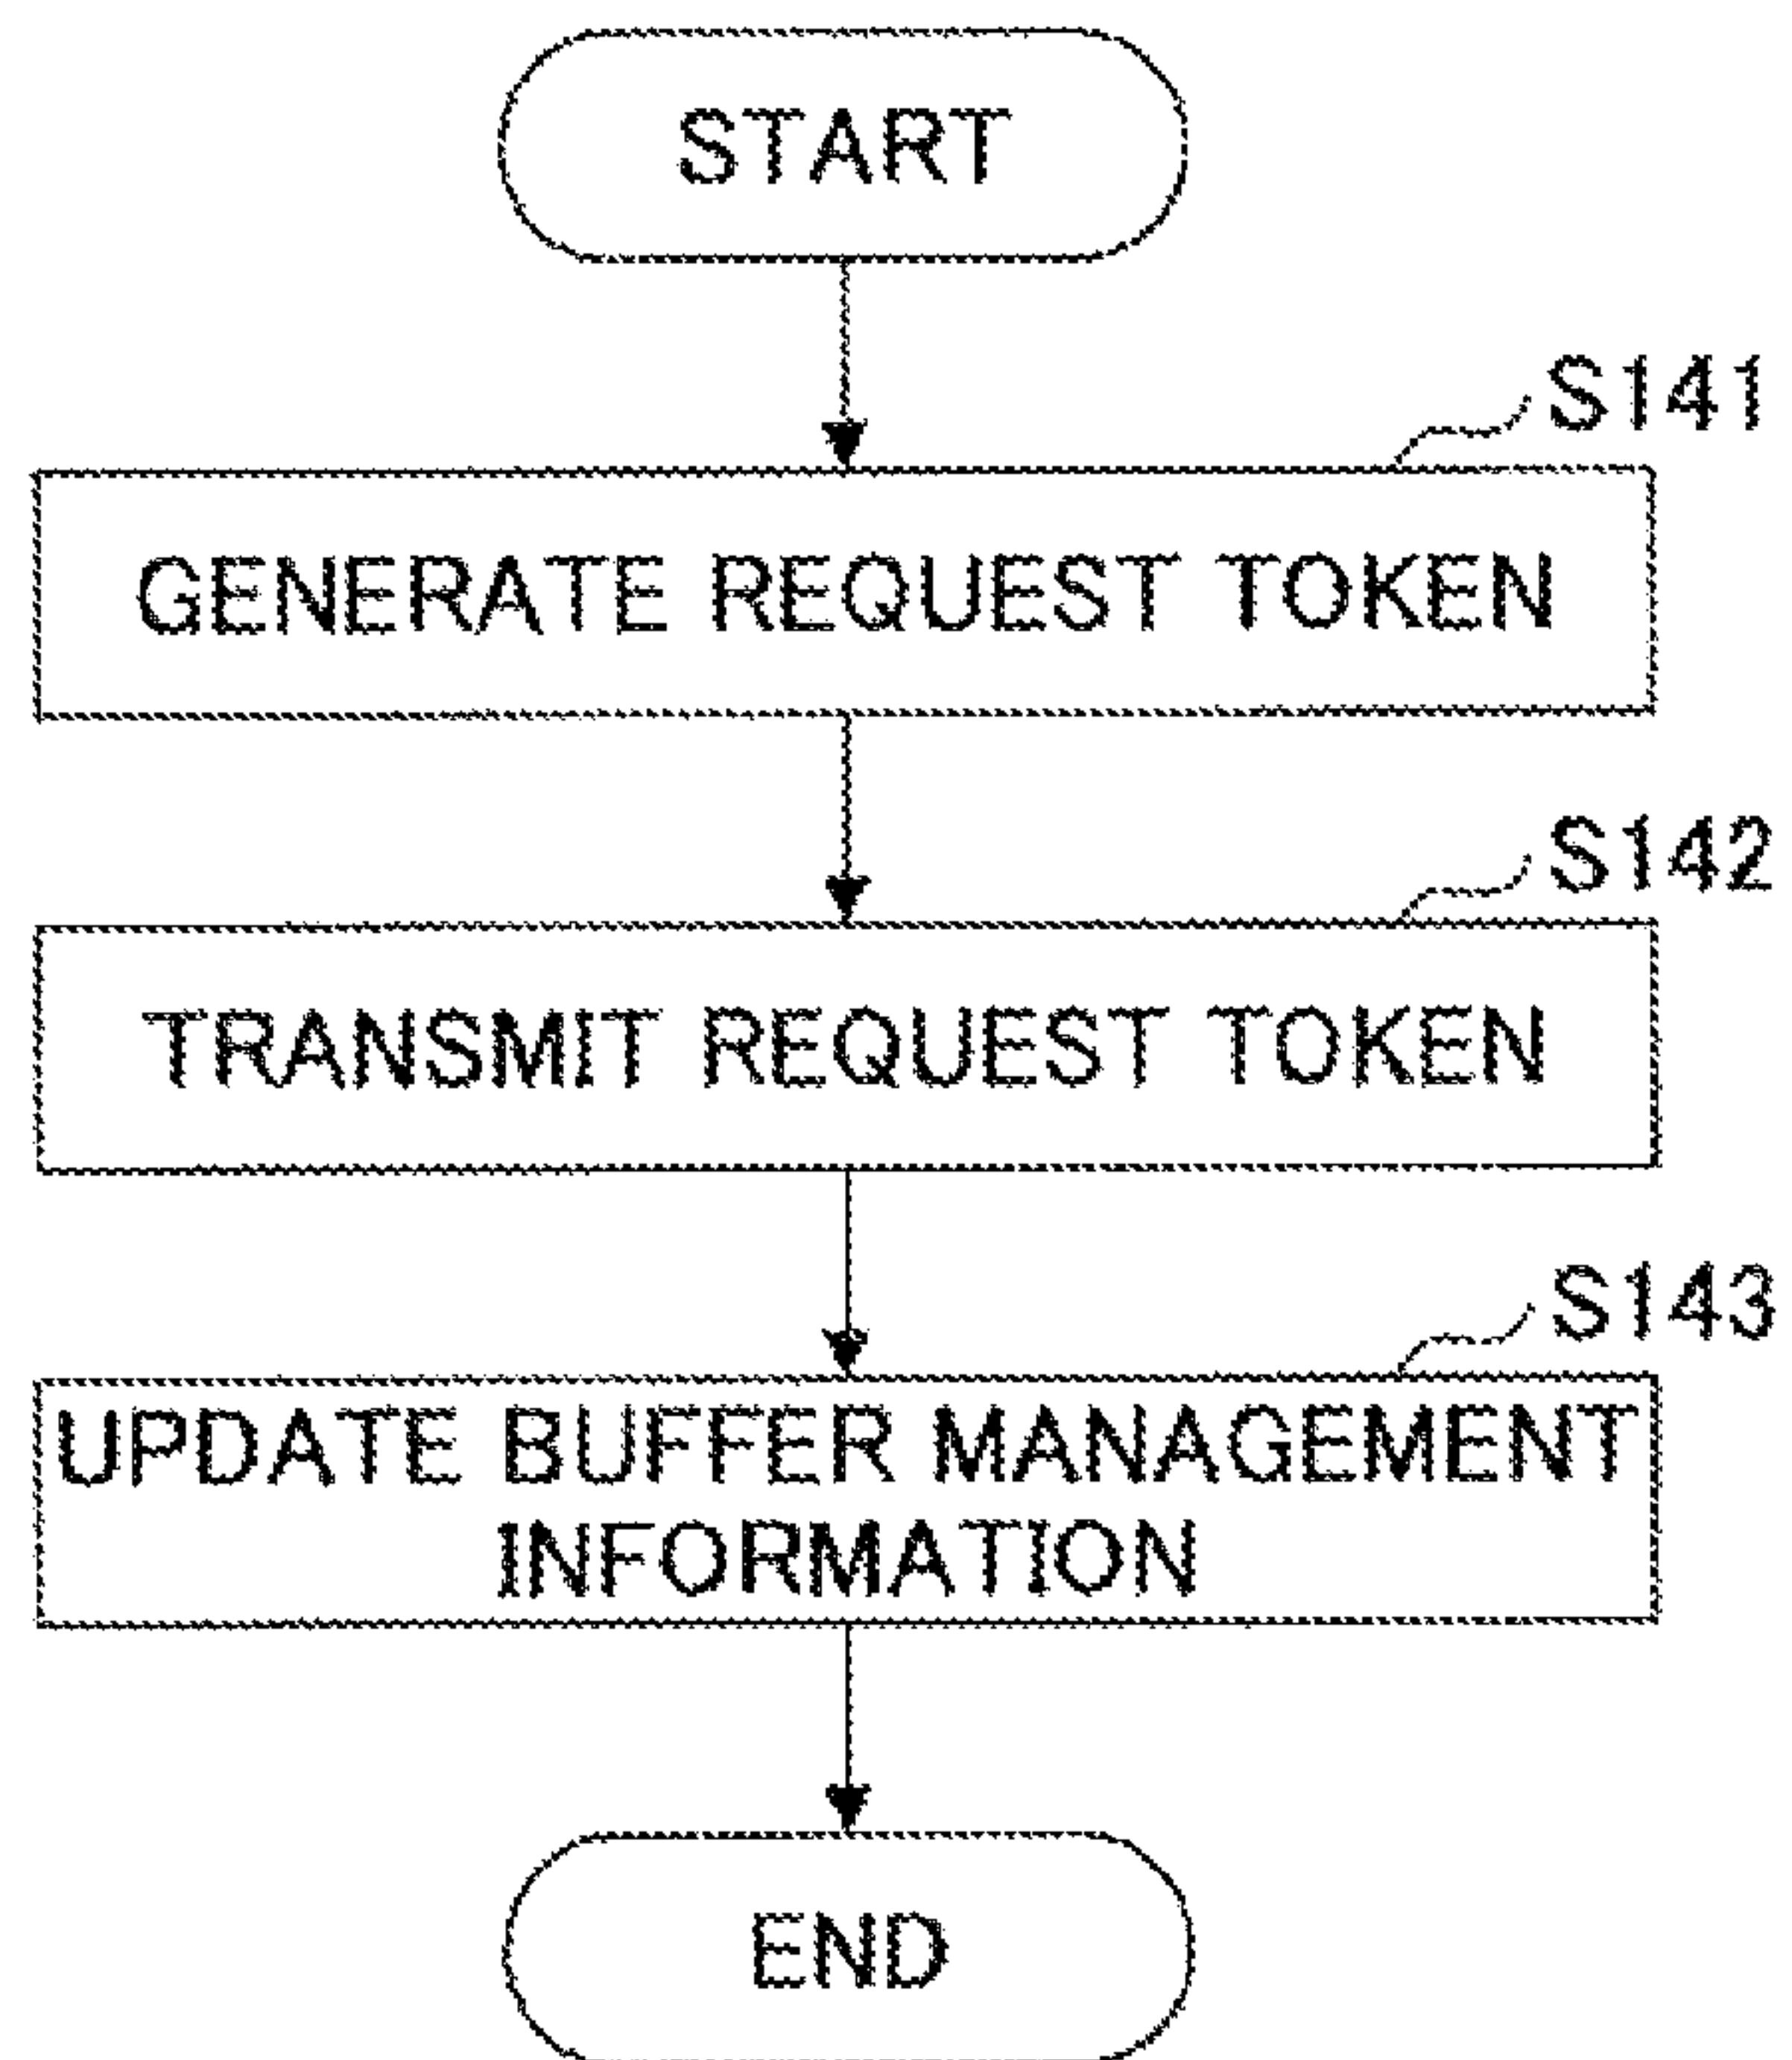 START
S141
GENERATE REQUEST TOKEN
S142
TRANSMIT REQUEST TOKEN
S143
UPDATE BUFFER MANAGEMENT
INFORMATION
END